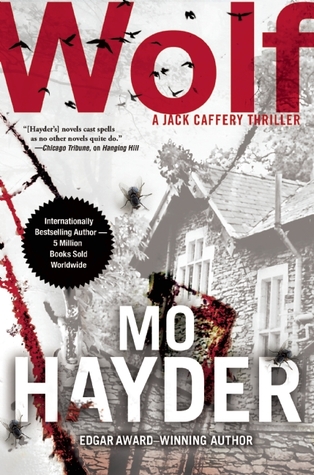 Wolf
A JACK CAFFERY THRILLER
"[Hayder's] novels cast spells
as no other novels quite do."
—Chicago Tribune, on Hanging Hill
Internationally
Bestselling Author—
5 Million
Books Sold
Worldwide
MO
HAYDER
EDGAR AWARD–WINNING AUTHOR